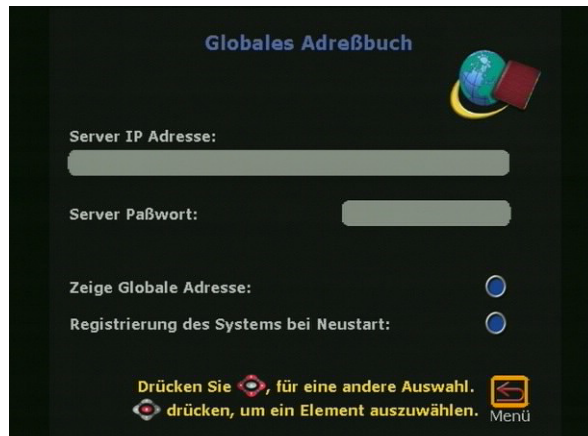 Globales Adreßbuch
Server IP Adresse:
Server Paßwort:
Zeige Globale Adresse:
Registrierung des Systems bei Neustart:
Drücken Sie , für eine andere Auswahl.
drücken, um ein Element auszuwählen.
Menü